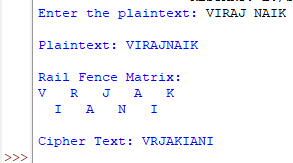 Enter the plaintext: VIRAJ NAIK
Plaintext: VIRAJNAIK
Rail Fence Matrix:
V R J A K
I A N I
Cipher Text: VRJAKIANI
>>>